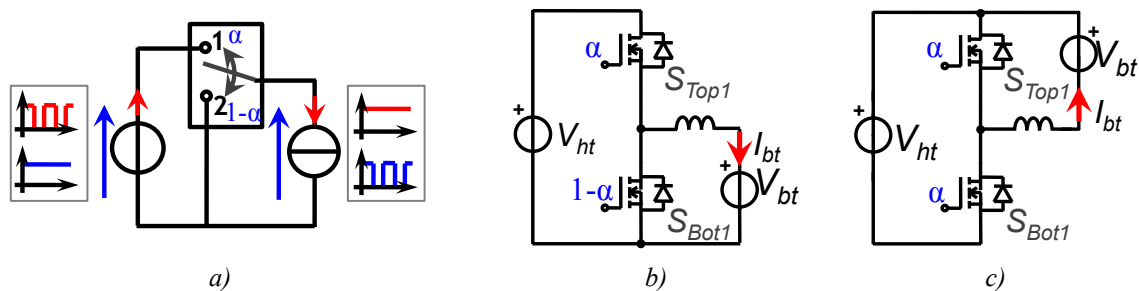 1
α
2
1-α
a)
α
S_Top1
V_ht
I_bt
V_bt
1-α
S_Bot1
b)
α
S_Top1
V_bt
I_bt
V_ht
α
S_Bot1
c)